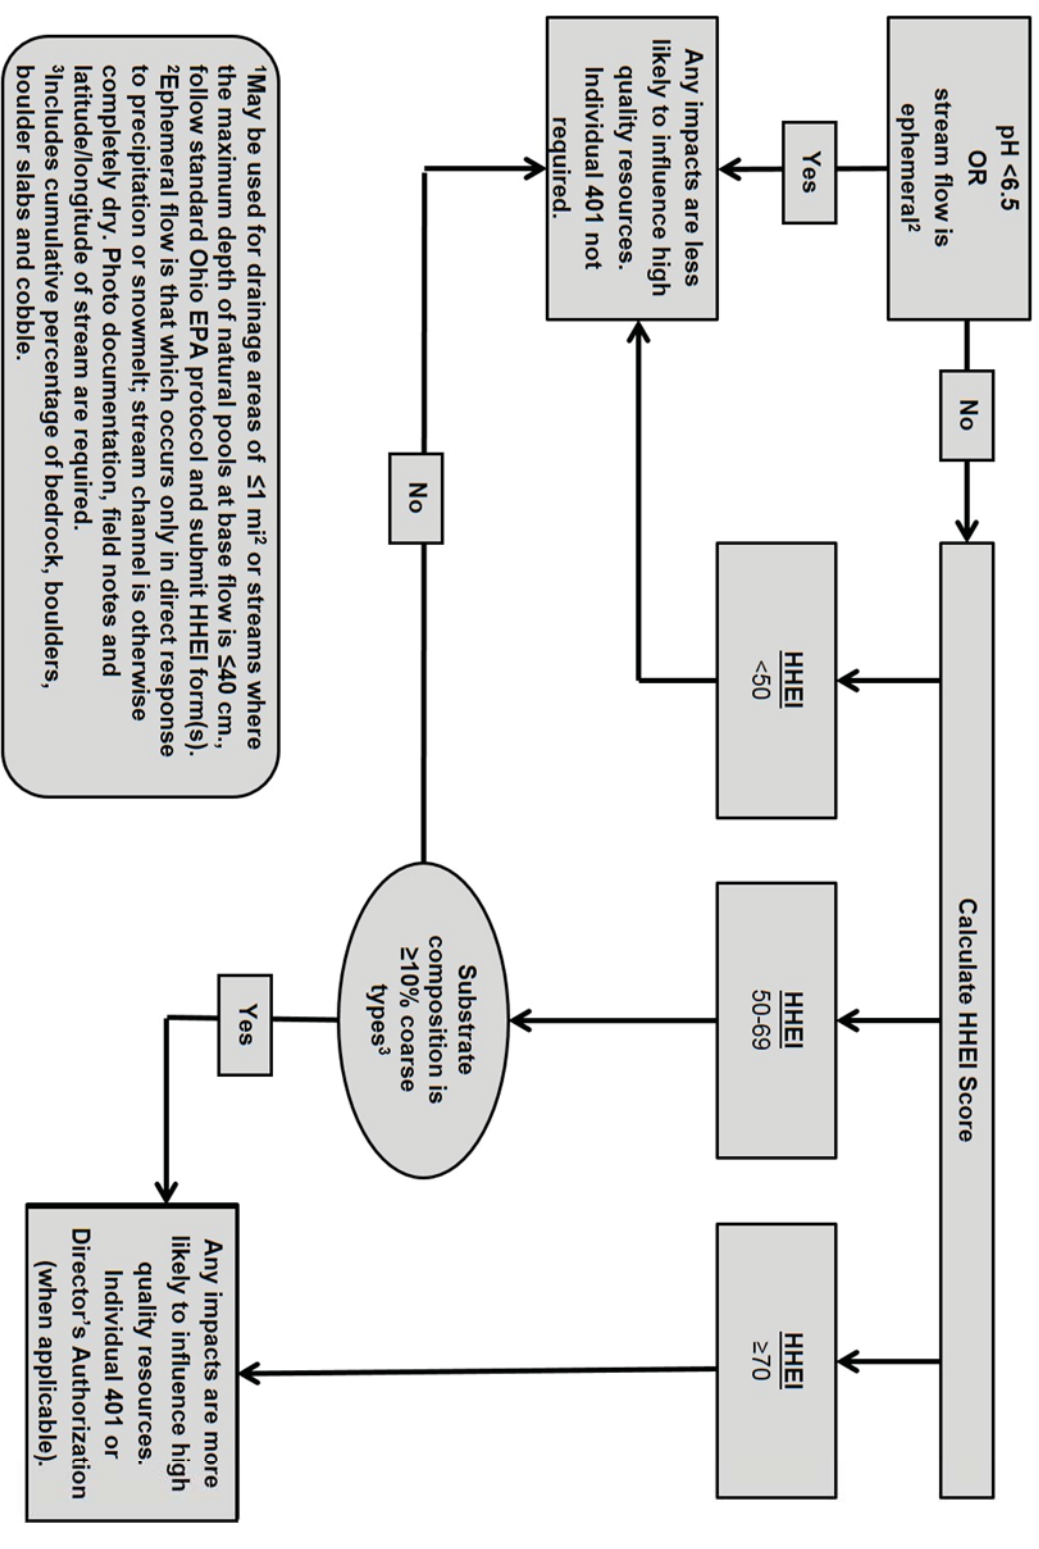 pH <6.5
OR
stream flow is
ephemeral²
No
Calculate HHEI Score
Yes
Any impacts are less
likely to influence high
quality resources.
Individual 401 not
required.
HHEI
<50
HHEI
50-69
HHEI
≥70
No
Substrate
composition is
≥10% coarse
types³
Yes
Any impacts are more
likely to influence high
quality resources.
Individual 401 or
Director's Authorization
(when applicable).
¹May be used for drainage areas of ≤1 mi² or streams where
the maximum depth of natural pools at base flow is ≤40 cm.,
follow standard Ohio EPA protocol and submit HHEI form(s).
²Ephemeral flow is that which occurs only in direct response
to precipitation or snowmelt; stream channel is otherwise
completely dry. Photo documentation, field notes and
latitude/longitude of stream are required.
³Includes cumulative percentage of bedrock, boulders,
boulder slabs and cobble.